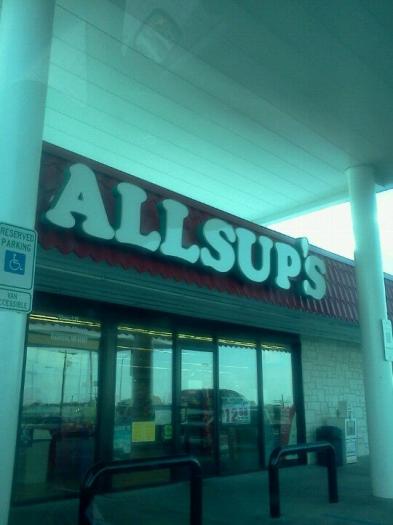 ALLSUP'S
RESERVED
PARKING
VAN
ACCESSIBLE